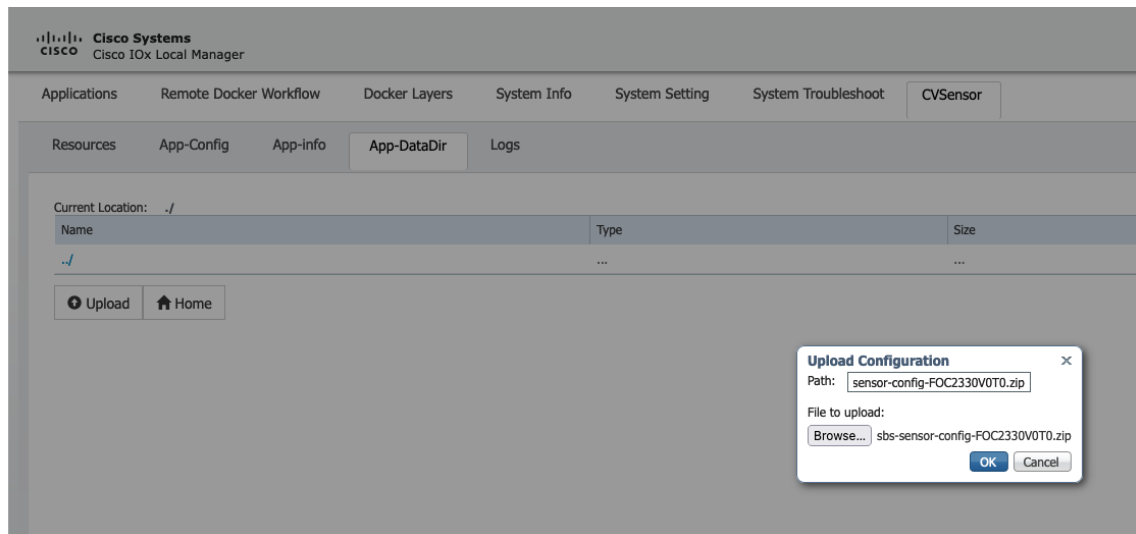 CISCO Cisco Systems
Cisco IOx Local Manager
Applications Remote Docker Workflow Docker Layers System Info System Setting System Troubleshoot CVSensor
Resources App-Config App-info App-DataDir Logs
Current Location: ./
Name Type Size
../ ... ...
Upload Home
Upload Configuration
Path: sensor-config-FOC2330V0T0.zip
File to upload:
Browse... sbs-sensor-config-FOC2330V0T0.zip
OK Cancel